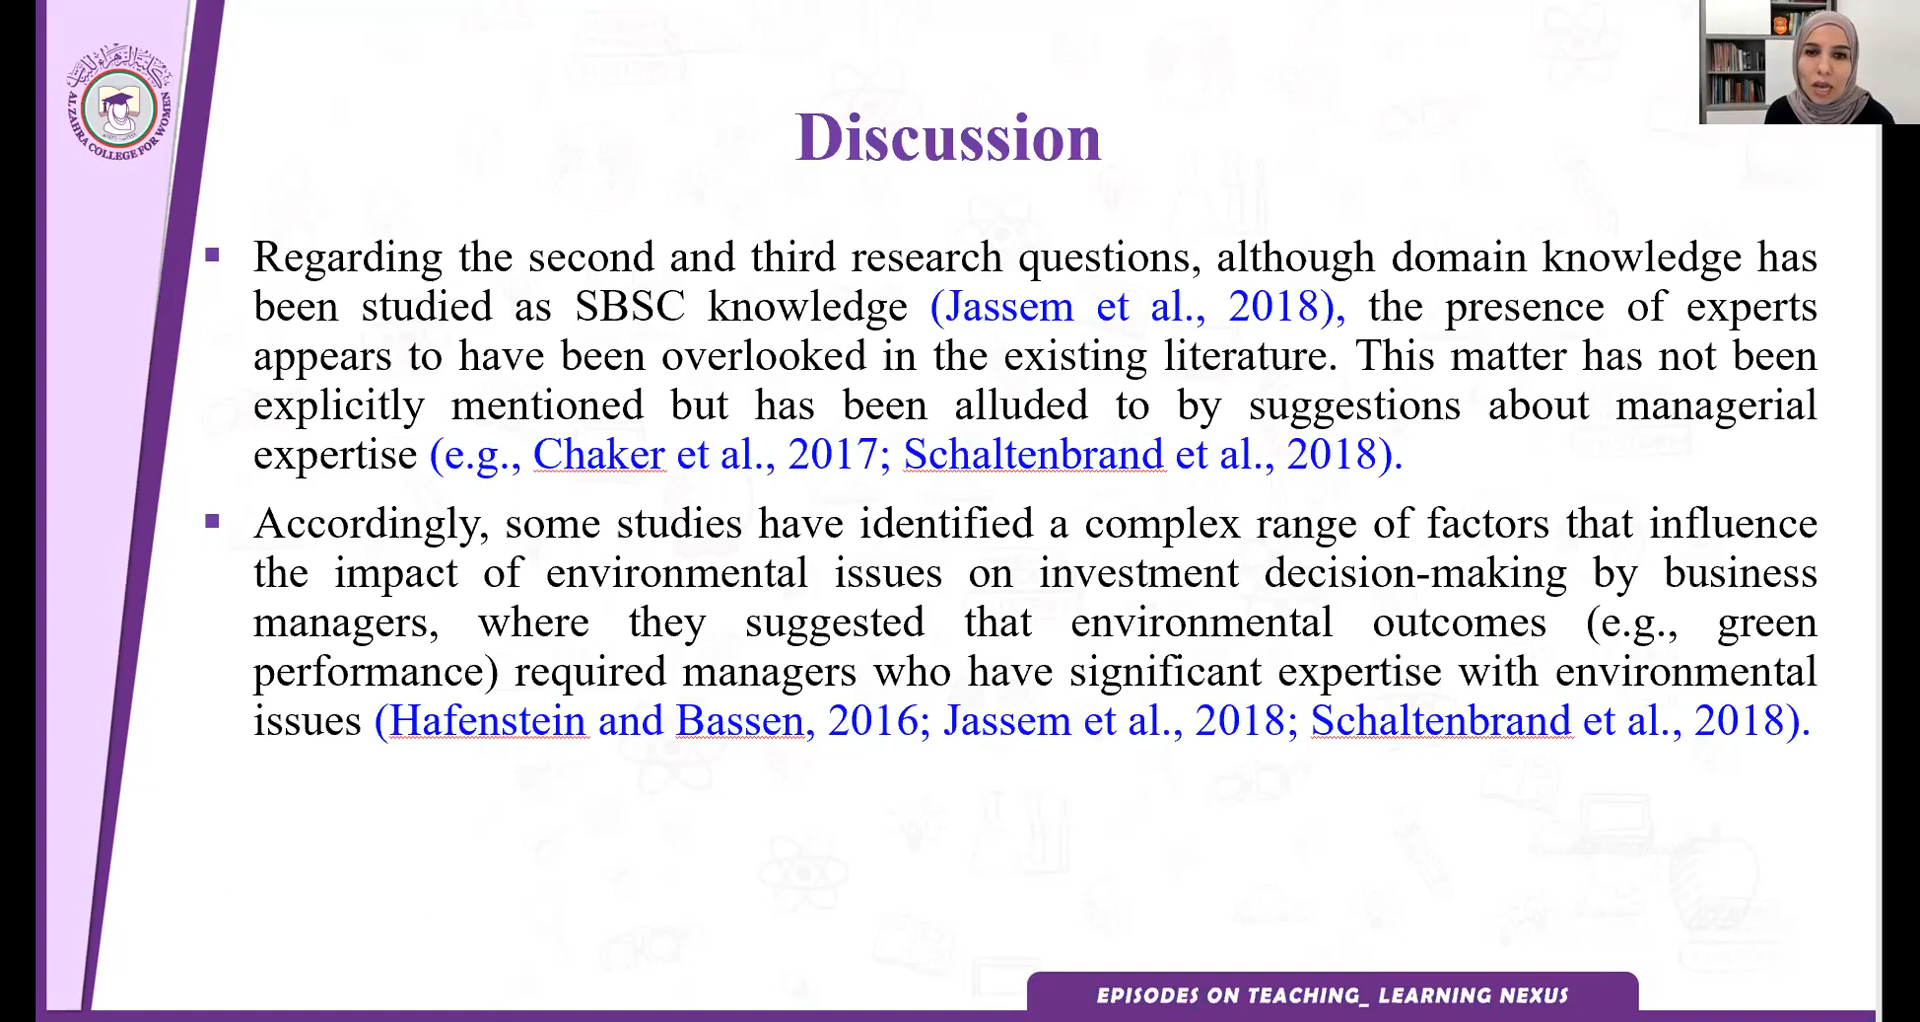 كلية الزهراء للبنات
AL ZAHRA COLLEGE FOR WOMEN
Discussion
▪ Regarding the second and third research questions, although domain knowledge has
been studied as SBSC knowledge (Jassem et al., 2018), the presence of experts
appears to have been overlooked in the existing literature. This matter has not been
explicitly mentioned but has been alluded to by suggestions about managerial
expertise (e.g., Chaker et al., 2017; Schaltenbrand et al., 2018).
▪ Accordingly, some studies have identified a complex range of factors that influence
the impact of environmental issues on investment decision-making by business
managers, where they suggested that environmental outcomes (e.g., green
performance) required managers who have significant expertise with environmental
issues (Hafenstein and Bassen, 2016; Jassem et al., 2018; Schaltenbrand et al., 2018).
EPISODES ON TEACHING_ LEARNING NEXUS